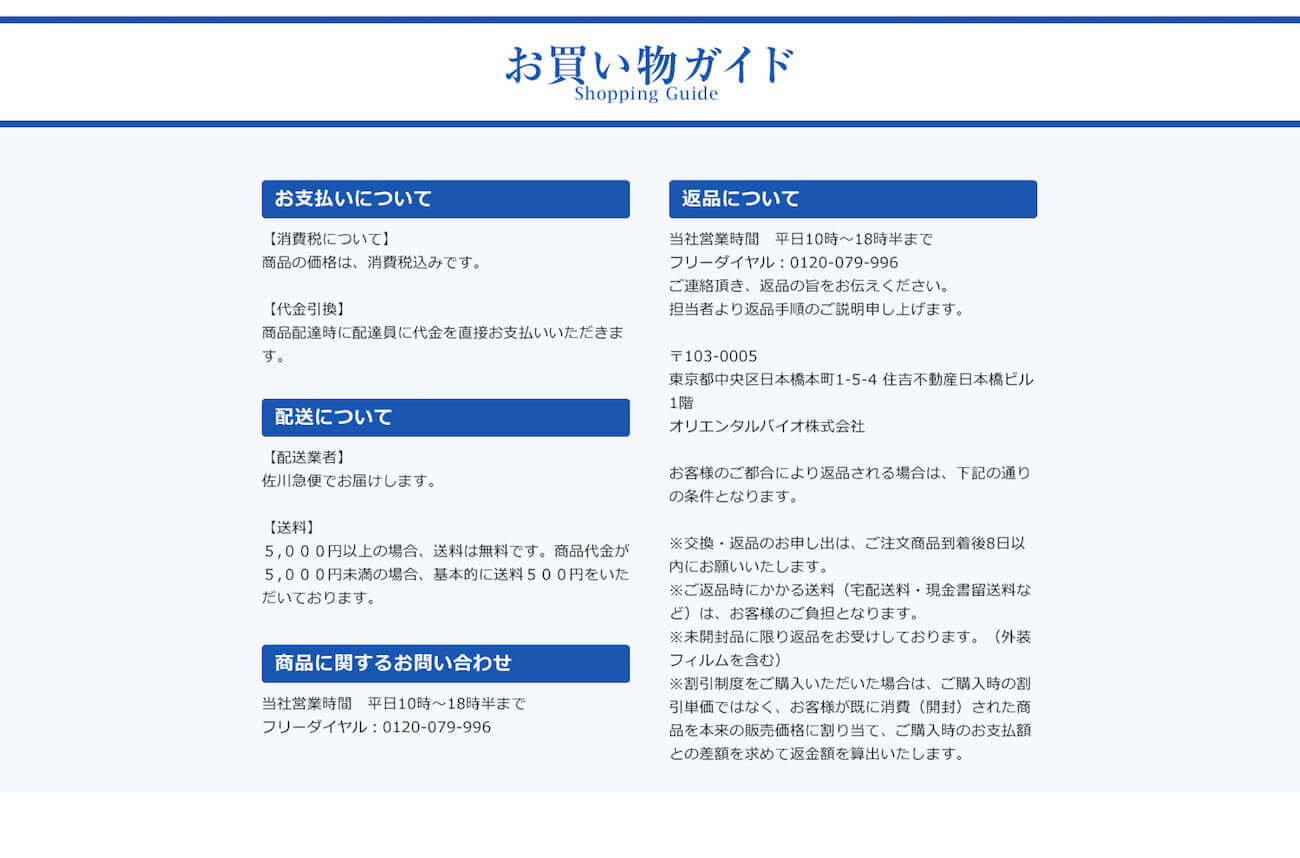 お買い物ガイド
Shopping Guide
お支払いについて
【消費税について】
商品の価格は、消費税込みです。
【代金引換】
商品配達時に配達員に代金を直接お支払いいただきま
す。
配送について
【配送業者】
佐川急便でお届けします。
【送料】
５,０００円以上の場合、送料は無料です。商品代金が
５,０００円未満の場合、基本的に送料５００円をいた
だいております。
商品に関するお問い合わせ
当社営業時間　平日10時〜18時半まで
フリーダイヤル：0120-079-996
返品について
当社営業時間　平日10時〜18時半まで
フリーダイヤル：0120-079-996
ご連絡頂き、返品の旨をお伝えください。
担当者より返品手順のご説明申し上げます。
〒103-0005
東京都中央区日本橋本町1-5-4 住吉不動産日本橋ビル
1階
オリエンタルバイオ株式会社
お客様のご都合により返品される場合は、下記の通り
の条件となります。
※交換・返品のお申し出は、ご注文商品到着後8日以
内にお願いいたします。
※ご返品時にかかる送料（宅配送料・現金書留送料な
ど）は、お客様のご負担となります。
※未開封品に限り返品をお受けしております。（外装
フィルムを含む）
※割引制度をご購入いただいた場合は、ご購入時の割
引単価ではなく、お客様が既に消費（開封）された商
品を本来の販売価格に割り当て、ご購入時のお支払額
との差額を求めて返金額を算出いたします。